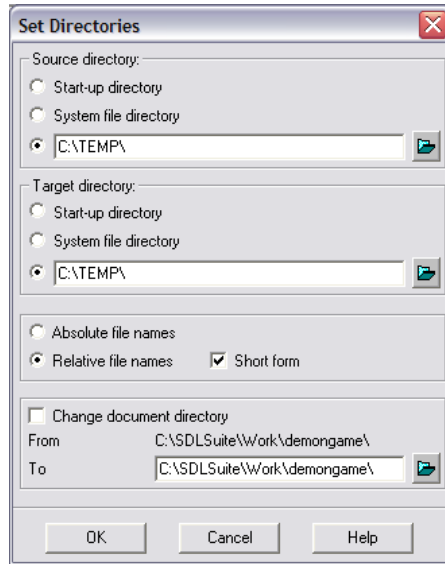 Set Directories
Source directory:
Start-up directory
System file directory
C:\TEMP\
Target directory:
Start-up directory
System file directory
C:\TEMP\
Absolute file names
Relative file names Short form
Change document directory
From C:\SDLSuite\Work\demongame\
To C:\SDLSuite\Work\demongame\
OK Cancel Help